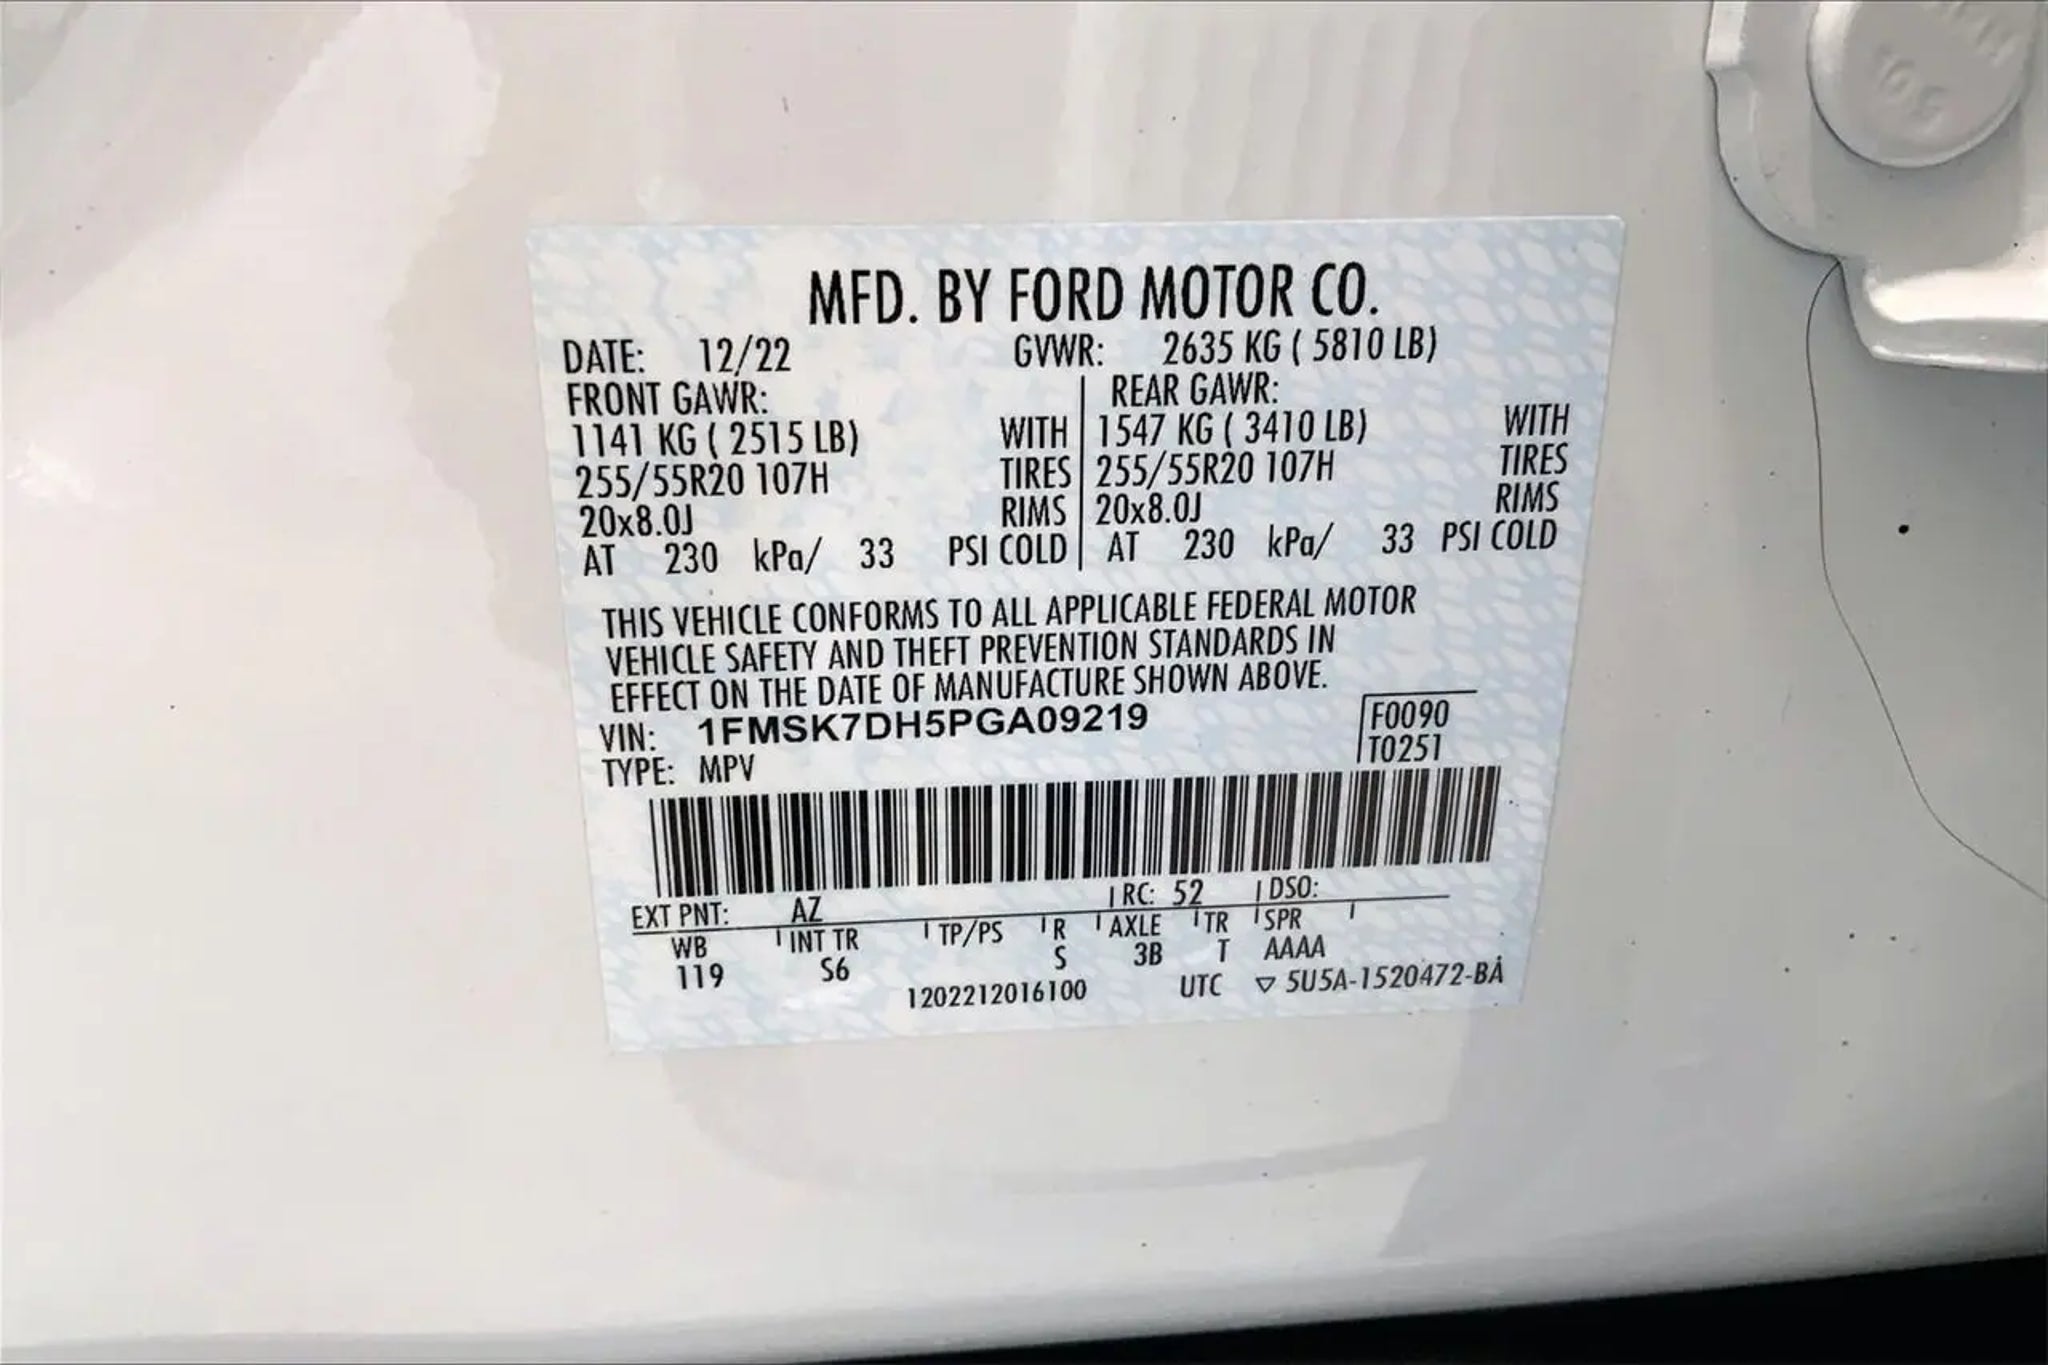 MFD. BY FORD MOTOR CO.
DATE: 12/22 GVWR: 2635 KG ( 5810 LB)
FRONT GAWR: REAR GAWR:
1141 KG ( 2515 LB) WITH 1547 KG ( 3410 LB) WITH
255/55R20 107H TIRES 255/55R20 107H TIRES
20x8.0J RIMS 20x8.0J RIMS
AT 230 kPa/ 33 PSI COLD AT 230 kPa/ 33 PSI COLD
THIS VEHICLE CONFORMS TO ALL APPLICABLE FEDERAL MOTOR
VEHICLE SAFETY AND THEFT PREVENTION STANDARDS IN
EFFECT ON THE DATE OF MANUFACTURE SHOWN ABOVE.
VIN: 1FMSK7DH5PGA09219 F0090
TYPE: MPV T0251
EXT PNT: AZ RC: 52 DSO:
WB INT TR TP/PS R AXLE TR SPR
119 S6 S 3B T AAAA
1202212016100 UTC ▽ 5U5A-1520472-BA